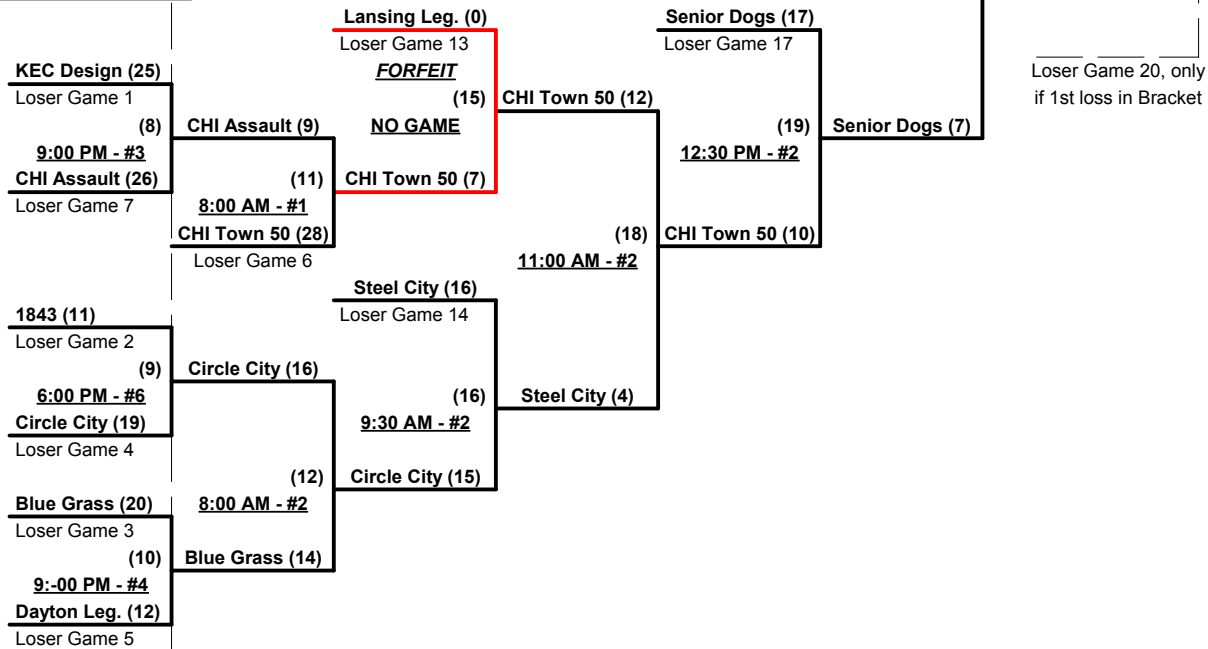 Lansing Leg. (0)
Senior Dogs (17)
Loser Game 13
Loser Game 17
KEC Design (25)
FORFEIT
Loser Game 20, only
Loser Game 1
(15)
CHI Town 50 (12)
if 1st loss in Bracket
(8)
CHI Assault (9)
NO GAME
(19)
Senior Dogs (7)
9:00 PM - #3
12:30 PM - #2
CHI Assault (26)
(11)
CHI Town 50 (7)
Loser Game 7
8:00 AM - #1
CHI Town 50 (28)
(18)
CHI Town 50 (10)
Loser Game 6
11:00 AM - #2
Steel City (16)
1843 (11)
Loser Game 14
Loser Game 2
(9)
Circle City (16)
6:00 PM - #6
(16)
Steel City (4)
Circle City (19)
9:30 AM - #2
Loser Game 4
(12)
Circle City (15)
Blue Grass (20)
8:00 AM - #2
Loser Game 3
(10)
Blue Grass (14)
9:-00 PM - #4
Dayton Leg. (12)
Loser Game 5